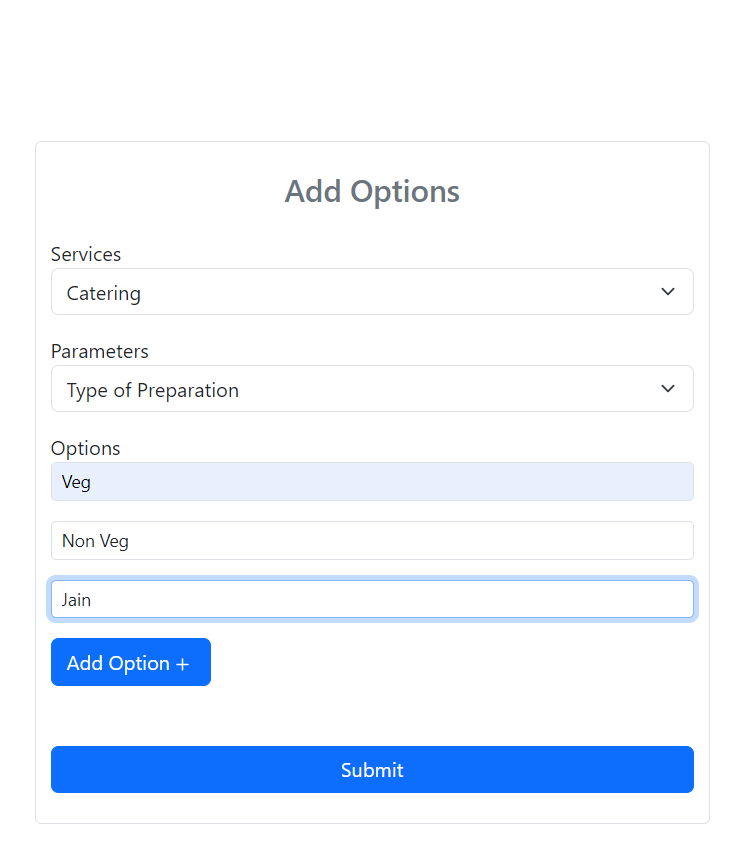 Add Options
Services
Catering
Parameters
Type of Preparation
Options
Veg
Non Veg
Jain
Add Option +
Submit